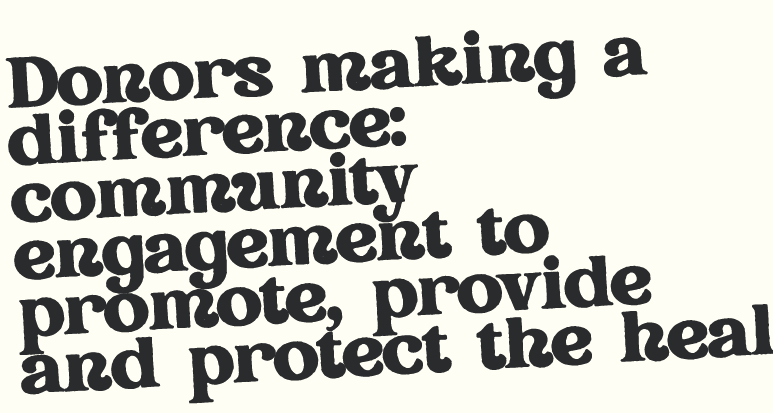 Donors making a
difference:
community
engagement to
promote, provide
and protect the heal